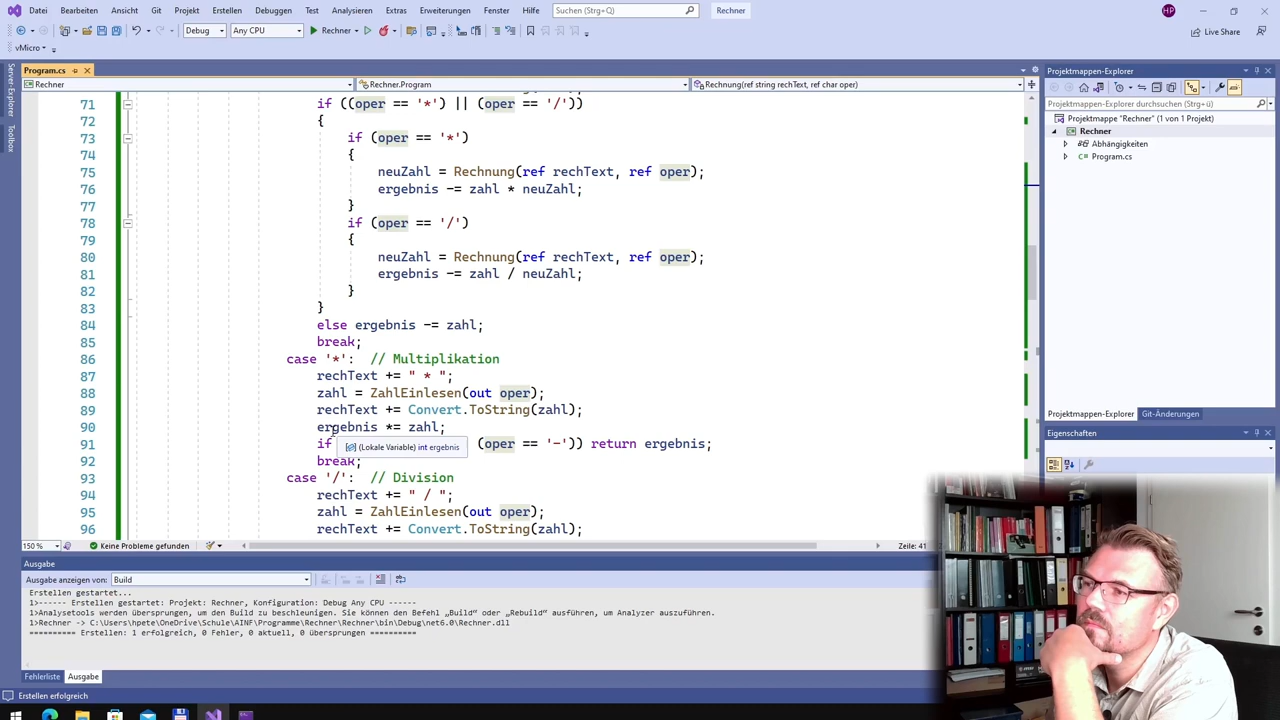 Datei Bearbeiten Ansicht Git Projekt Erstellen Debuggen Test Analysieren Extras Erweiterungen Fenster Hilfe Suchen (Strg+Q) Rechner HP
Debug Any CPU Rechner Live Share
vMicro
Server-Explorer
Toolbox
Program.cs
Rechner Rechner.Program Rechnung(ref string rechText, ref char oper)
71 if ((oper == '*') || (oper == '/'))
72 {
73 if (oper == '*')
74 {
75 neuZahl = Rechnung(ref rechText, ref oper);
76 ergebnis -= zahl * neuZahl;
77 }
78 if (oper == '/')
79 {
80 neuZahl = Rechnung(ref rechText, ref oper);
81 ergebnis -= zahl / neuZahl;
82 }
83 }
84 else ergebnis -= zahl;
85 break;
86 case '*': // Multiplikation
87 rechText += " * ";
88 zahl = ZahlEinlesen(out oper);
89 rechText += Convert.ToString(zahl);
90 ergebnis *= zahl;
91 if (oper == '-')) return ergebnis;
(Lokale Variable) int ergebnis
92 break;
93 case '/': // Division
94 rechText += " / ";
95 zahl = ZahlEinlesen(out oper);
96 rechText += Convert.ToString(zahl);
150 % Keine Probleme gefunden Zeile: 41
Ausgabe
Ausgabe anzeigen von: Build
Erstellen gestartet...
1>------ Erstellen gestartet: Projekt: Rechner, Konfiguration: Debug Any CPU ------
1>Analysetools werden übersprungen, um den Build zu beschleunigen. Sie können den Befehl „Build" oder „Rebuild" ausführen, um Analyzer auszuführen.
1>Rechner -> C:\Users\hpete\OneDrive\Schule\AINF\Programme\Rechner\Rechner\bin\Debug\net6.0\Rechner.dll
========== Erstellen: 1 erfolgreich, 0 Fehler, 0 aktuell, 0 übersprungen ==========
Fehlerliste Ausgabe
Erstellen erfolgreich
Projektmappen-Explorer
Projektmappen-Explorer durchsuchen (Strg+ü)
Projektmappe "Rechner" (1 von 1 Projekt)
Rechner
Abhängigkeiten
Program.cs
Projektmappen-Explorer Git-Änderungen
Eigenschaften